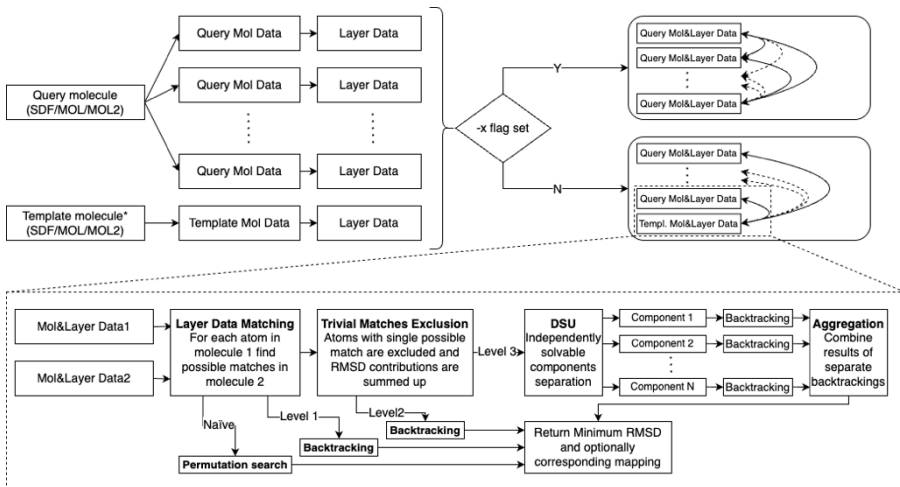 Query molecule
(SDF/MOL/MOL2)
Query Mol Data
Layer Data
Query Mol Data
Layer Data
Query Mol Data
Layer Data
Template molecule*
(SDF/MOL/MOL2)
Template Mol Data
Layer Data
-x flag set
Y
N
Query Mol&Layer Data
Query Mol&Layer Data
Query Mol&Layer Data
Query Mol&Layer Data
Query Mol&Layer Data
Templ. Mol&Layer Data
Mol&Layer Data1
Mol&Layer Data2
Layer Data Matching
For each atom in
molecule 1 find
possible matches in
molecule 2
Trivial Matches Exclusion
Atoms with single possible
match are excluded and
RMSD contributions are
summed up
Level 3
DSU
Independently
solvable
components
separation
Component 1
Backtracking
Component 2
Backtracking
Component N
Backtracking
Aggregation
Combine
results of
separate
backtrackings
Naïve
Level 1
Level2
Permutation search
Backtracking
Backtracking
Return Minimum RMSD
and optionally
corresponding mapping